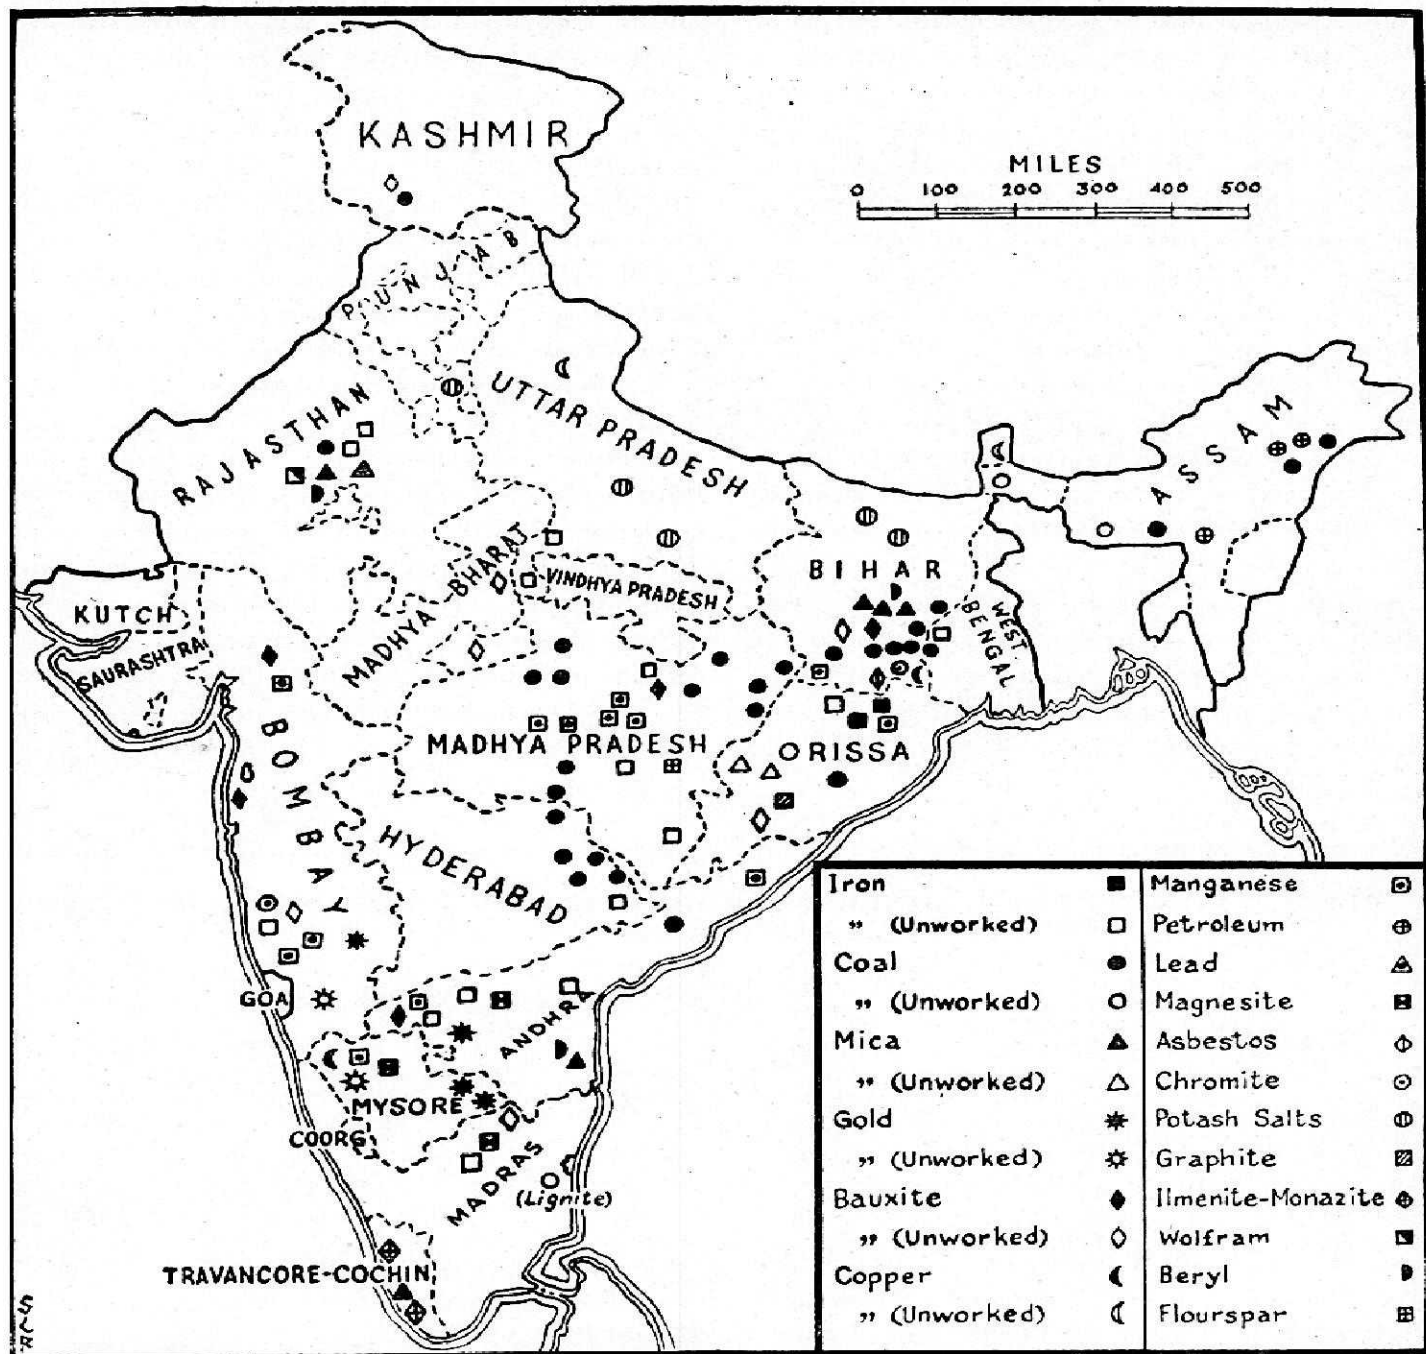 KASHMIR
MILES
0 100 200 300 400 500
PUNJAB
RAJASTHAN
UTTAR PRADESH
ASSAM
MADHYA BHARAT
VINDHYA PRADESH
BIHAR
WEST BENGAL
KUTCH
SAURASHTRA
BOMBAY
MADHYA PRADESH
ORISSA
HYDERABAD
GOA
ANDHRA
MYSORE
COORG
MADRAS
(Lignite)
TRAVANCORE-COCHIN
Iron
" (Unworked)
Coal
" (Unworked)
Mica
" (Unworked)
Gold
" (Unworked)
Bauxite
" (Unworked)
Copper
" (Unworked)
Manganese
Petroleum
Lead
Magnesite
Asbestos
Chromite
Potash Salts
Graphite
Ilmenite-Monazite
Wolfram
Beryl
Flourspar